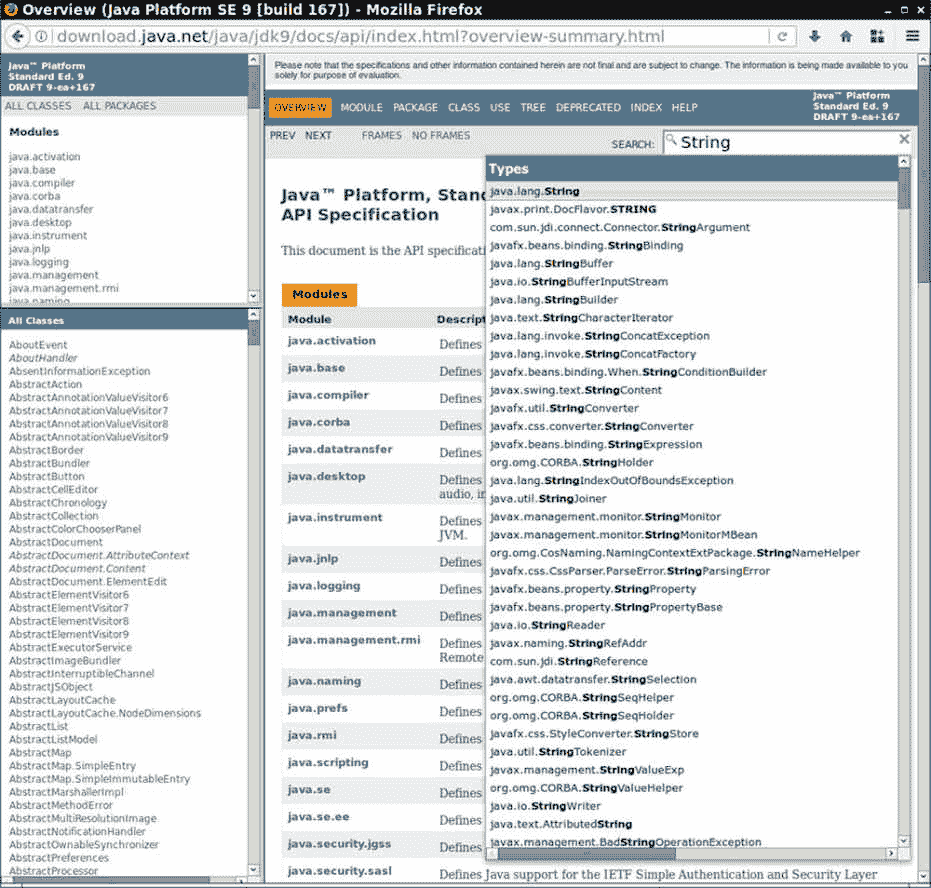 Overview (Java Platform SE 9 [build 167]) - Mozilla Firefox
download.java.net/java/jdk9/docs/api/index.html?overview-summary.html
Java™ Platform
Standard Ed. 9
DRAFT 9-ea+167
ALL CLASSES ALL PACKAGES
Modules
java.activation
java.base
java.compiler
java.corba
java.datatransfer
java.desktop
java.instrument
java.jnlp
java.logging
java.management
java.management.rmi
java.naming
All Classes
AboutEvent
AboutHandler
AbsentInformationException
AbstractAction
AbstractAnnotationValueVisitor6
AbstractAnnotationValueVisitor7
AbstractAnnotationValueVisitor8
AbstractAnnotationValueVisitor9
AbstractBorder
AbstractBundler
AbstractButton
AbstractCellEditor
AbstractChronology
AbstractCollection
AbstractColorChooserPanel
AbstractDocument
AbstractDocument.AttributeContext
AbstractDocument.Content
AbstractDocument.ElementEdit
AbstractElementVisitor6
AbstractElementVisitor7
AbstractElementVisitor8
AbstractElementVisitor9
AbstractExecutorService
AbstractImageBundler
AbstractInterruptibleChannel
AbstractJSObject
AbstractLayoutCache
AbstractLayoutCache.NodeDimensions
AbstractList
AbstractListModel
AbstractMap
AbstractMap.SimpleEntry
AbstractMap.SimpleImmutableEntry
AbstractMarshallerImpl
AbstractMethodError
AbstractMultiResolutionImage
AbstractNotificationHandler
AbstractOwnableSynchronizer
AbstractPreferences
AbstractProcessor
Please note that the specifications and other information contained herein are not final and are subject to change. The information is being made available to you
solely for purpose of evaluation.
OVERVIEW MODULE PACKAGE CLASS USE TREE DEPRECATED INDEX HELP
Java™ Platform
Standard Ed. 9
DRAFT 9-ea+167
PREV NEXT FRAMES NO FRAMES
SEARCH: String
Java™ Platform, Stand
API Specification
This document is the API specificati
Modules
Module Descript
java.activation Defines
java.base Defines
java.compiler Defines
java.corba Defines
java.datatransfer Defines
java.desktop Defines
audio, i
java.instrument Defines
JVM.
java.jnlp Defines
java.logging Defines
java.management Defines
java.management.rmi Defines
Remote
java.naming Defines
java.prefs Defines
java.rmi Defines
java.scripting Defines
java.se Defines
java.se.ee Defines
java.security.jgss Defines
java.security.sasl Defines Java support for the IETF Simple Authentication and Security Layer
Types
java.lang.String
javax.print.DocFlavor.STRING
com.sun.jdi.connect.Connector.StringArgument
javafx.beans.binding.StringBinding
java.lang.StringBuffer
java.io.StringBufferInputStream
java.lang.StringBuilder
java.text.StringCharacterIterator
java.lang.invoke.StringConcatException
java.lang.invoke.StringConcatFactory
javafx.beans.binding.When.StringConditionBuilder
javax.swing.text.StringContent
javafx.util.StringConverter
javafx.css.converter.StringConverter
javafx.beans.binding.StringExpression
org.omg.CORBA.StringHolder
java.lang.StringIndexOutOfBoundsException
java.util.StringJoiner
javax.management.monitor.StringMonitor
javax.management.monitor.StringMonitorMBean
org.omg.CosNaming.NamingContextExtPackage.StringNameHelper
javafx.css.CssParser.ParseError.StringParsingError
javafx.beans.property.StringProperty
javafx.beans.property.StringPropertyBase
java.io.StringReader
javax.naming.StringRefAddr
com.sun.jdi.StringReference
java.awt.datatransfer.StringSelection
org.omg.CORBA.StringSeqHelper
org.omg.CORBA.StringSeqHolder
javafx.css.StyleConverter.StringStore
java.util.StringTokenizer
javax.management.StringValueExp
org.omg.CORBA.StringValueHelper
java.io.StringWriter
java.text.AttributedString
javax.management.BadStringOperationException